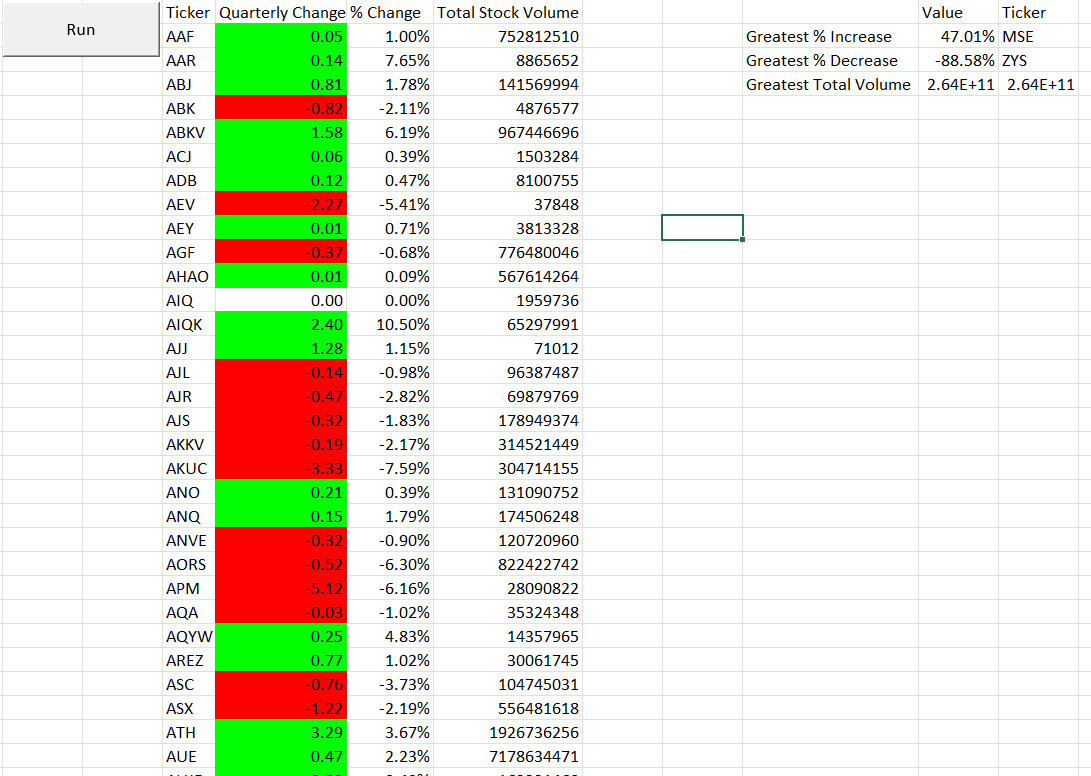 Run
Ticker Quarterly Change % Change Total Stock Volume Value Ticker
AAF 0.05 1.00% 752812510 Greatest % Increase 47.01% MSE
AAR 0.14 7.65% 8865652 Greatest % Decrease -88.58% ZYS
ABJ 0.81 1.78% 141569994 Greatest Total Volume 2.64E+11 2.64E+11
ABK -0.82 -2.11% 4876577
ABKV 1.58 6.19% 967446696
ACJ 0.06 0.39% 1503284
ADB 0.12 0.47% 8100755
AEV -2.27 -5.41% 37848
AEY 0.01 0.71% 3813328
AGF -0.37 -0.68% 776480046
AHAO 0.01 0.09% 567614264
AIQ 0.00 0.00% 1959736
AIQK 2.40 10.50% 65297991
AJJ 1.28 1.15% 71012
AJL -0.14 -0.98% 96387487
AJR -0.47 -2.82% 69879769
AJS -0.32 -1.83% 178949374
AKKV -0.19 -2.17% 314521449
AKUC -3.33 -7.59% 304714155
ANO 0.21 0.39% 131090752
ANQ 0.15 1.79% 174506248
ANVE -0.32 -0.90% 120720960
AORS -0.52 -6.30% 822422742
APM -5.12 -6.16% 28090822
AQA -0.03 -1.02% 35324348
AQYW 0.25 4.83% 14357965
AREZ 0.77 1.02% 30061745
ASC -0.76 -3.73% 104745031
ASX -1.22 -2.19% 556481618
ATH 3.29 3.67% 1926736256
AUE 0.47 2.23% 7178634471